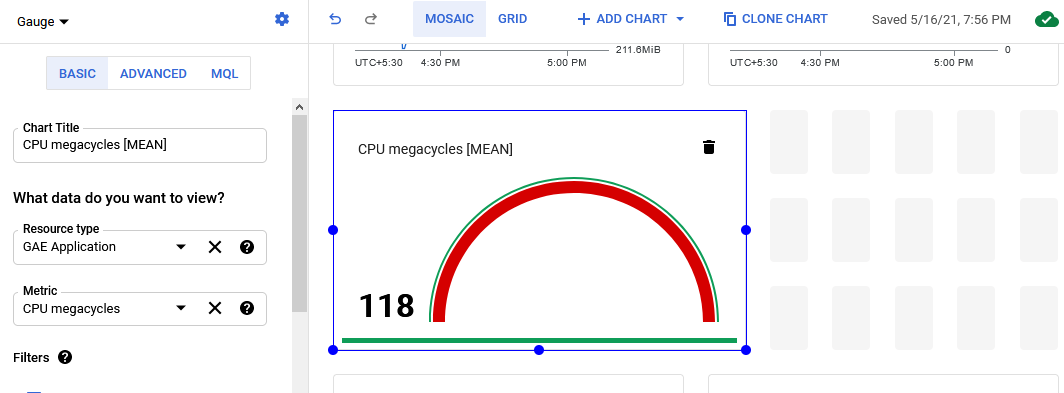 Gauge
MOSAIC GRID ADD CHART CLONE CHART Saved 5/16/21, 7:56 PM
BASIC ADVANCED MQL
211.6MiB
UTC+5:30 4:30 PM 5:00 PM
0
UTC+5:30 4:30 PM 5:00 PM
Chart Title
CPU megacycles [MEAN]
What data do you want to view?
Resource type
GAE Application
Metric
CPU megacycles
Filters
CPU megacycles [MEAN]
118